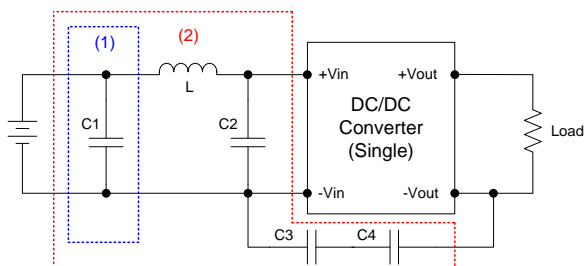 (1)
(2)
+Vin
+Vout
L
DC/DC
Converter
(Single)
C1
C2
Load
-Vin
-Vout
C3
C4